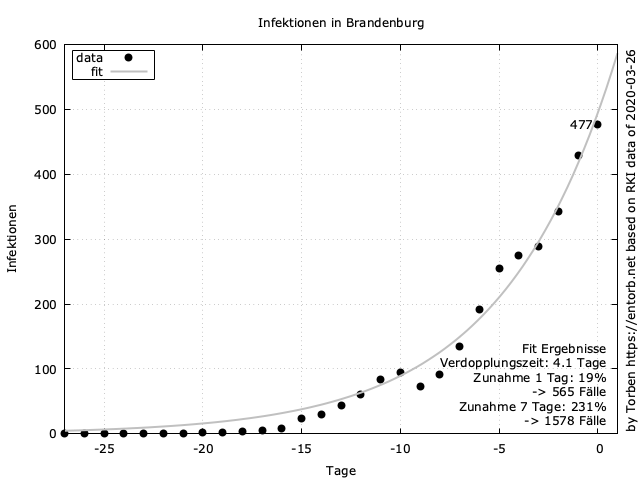 Infektionen in Brandenburg
600
500
400
300
200
100
0
-25
-20
-15
-10
-5
0
Infektionen
Tage
data
fit
477
Fit Ergebnisse
Verdopplungszeit: 4.1 Tage
Zunahme 1 Tag: 19%
-> 565 Fälle
Zunahme 7 Tage: 231%
-> 1578 Fälle
by Torben https://entorb.net based on RKI data of 2020-03-26